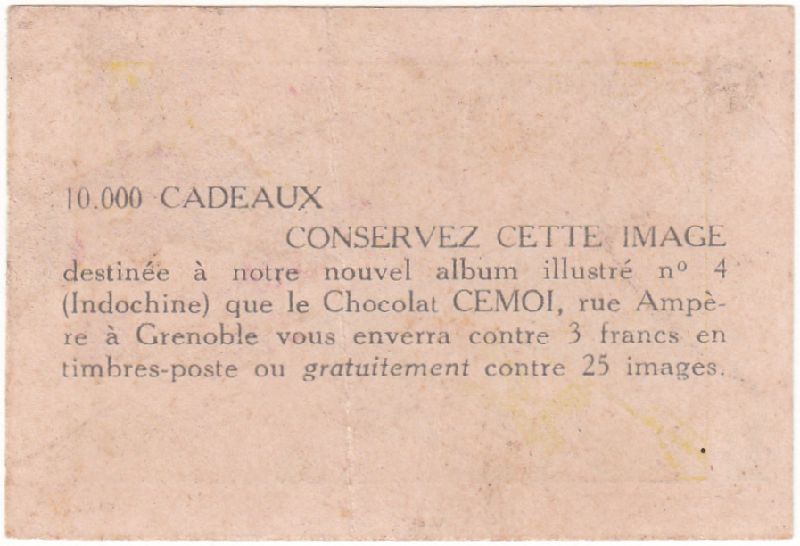 10.000 CADEAUX
CONSERVEZ CETTE IMAGE
destinée à notre nouvel album illustré nº 4
(Indochine) que le Chocolat CEMOI, rue Ampè-
re à Grenoble vous enverra contre 3 francs en
timbres-poste ou gratuitement contre 25 images.